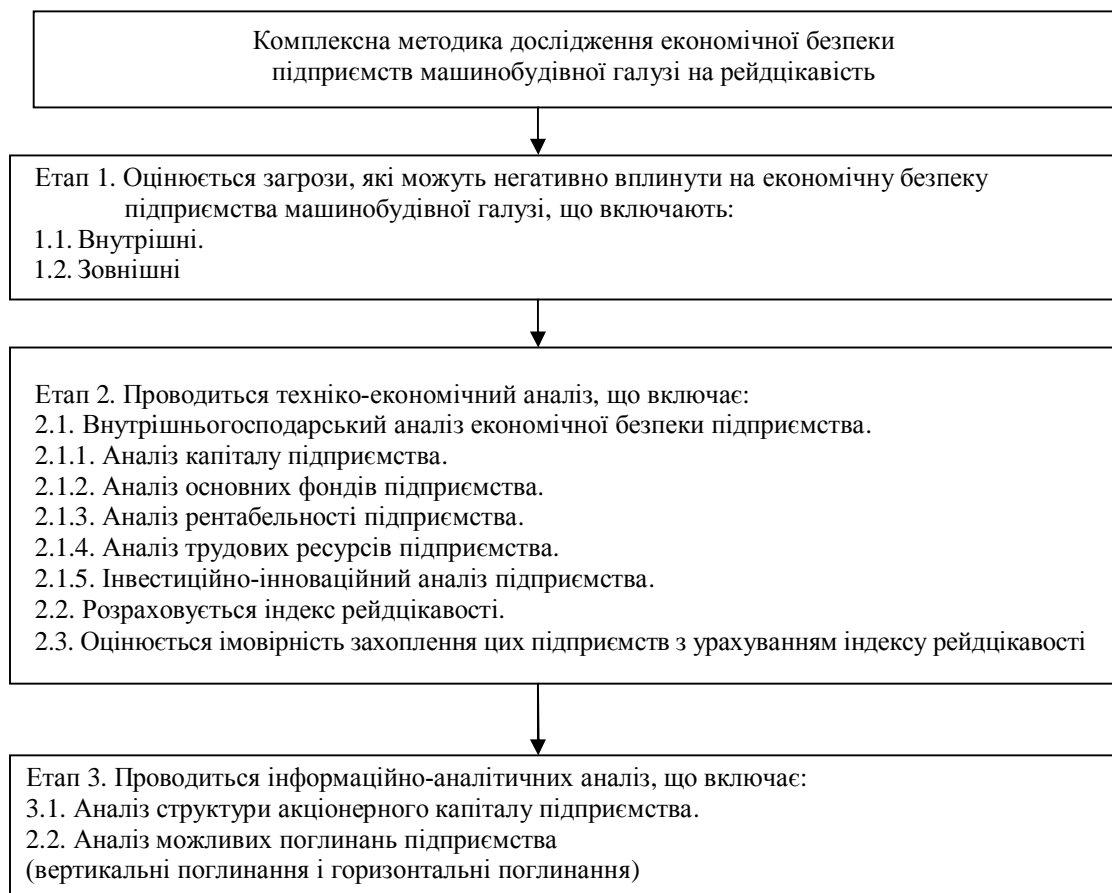 Комплексна методика дослідження економічної безпеки
підприємств машинобудівної галузі на рейдцікавість
Етап 1. Оцінюється загрози, які можуть негативно вплинути на економічну безпеку
підприємства машинобудівної галузі, що включають:
1.1. Внутрішні.
1.2. Зовнішні
Етап 2. Проводиться техніко-економічний аналіз, що включає:
2.1. Внутрішньогосподарський аналіз економічної безпеки підприємства.
2.1.1. Аналіз капіталу підприємства.
2.1.2. Аналіз основних фондів підприємства.
2.1.3. Аналіз рентабельності підприємства.
2.1.4. Аналіз трудових ресурсів підприємства.
2.1.5. Інвестиційно-інноваційний аналіз підприємства.
2.2. Розраховується індекс рейдцікавості.
2.3. Оцінюється імовірність захоплення цих підприємств з урахуванням індексу рейдцікавості
Етап 3. Проводиться інформаційно-аналітичних аналіз, що включає:
3.1. Аналіз структури акціонерного капіталу підприємства.
2.2. Аналіз можливих поглинань підприємства
(вертикальні поглинання і горизонтальні поглинання)